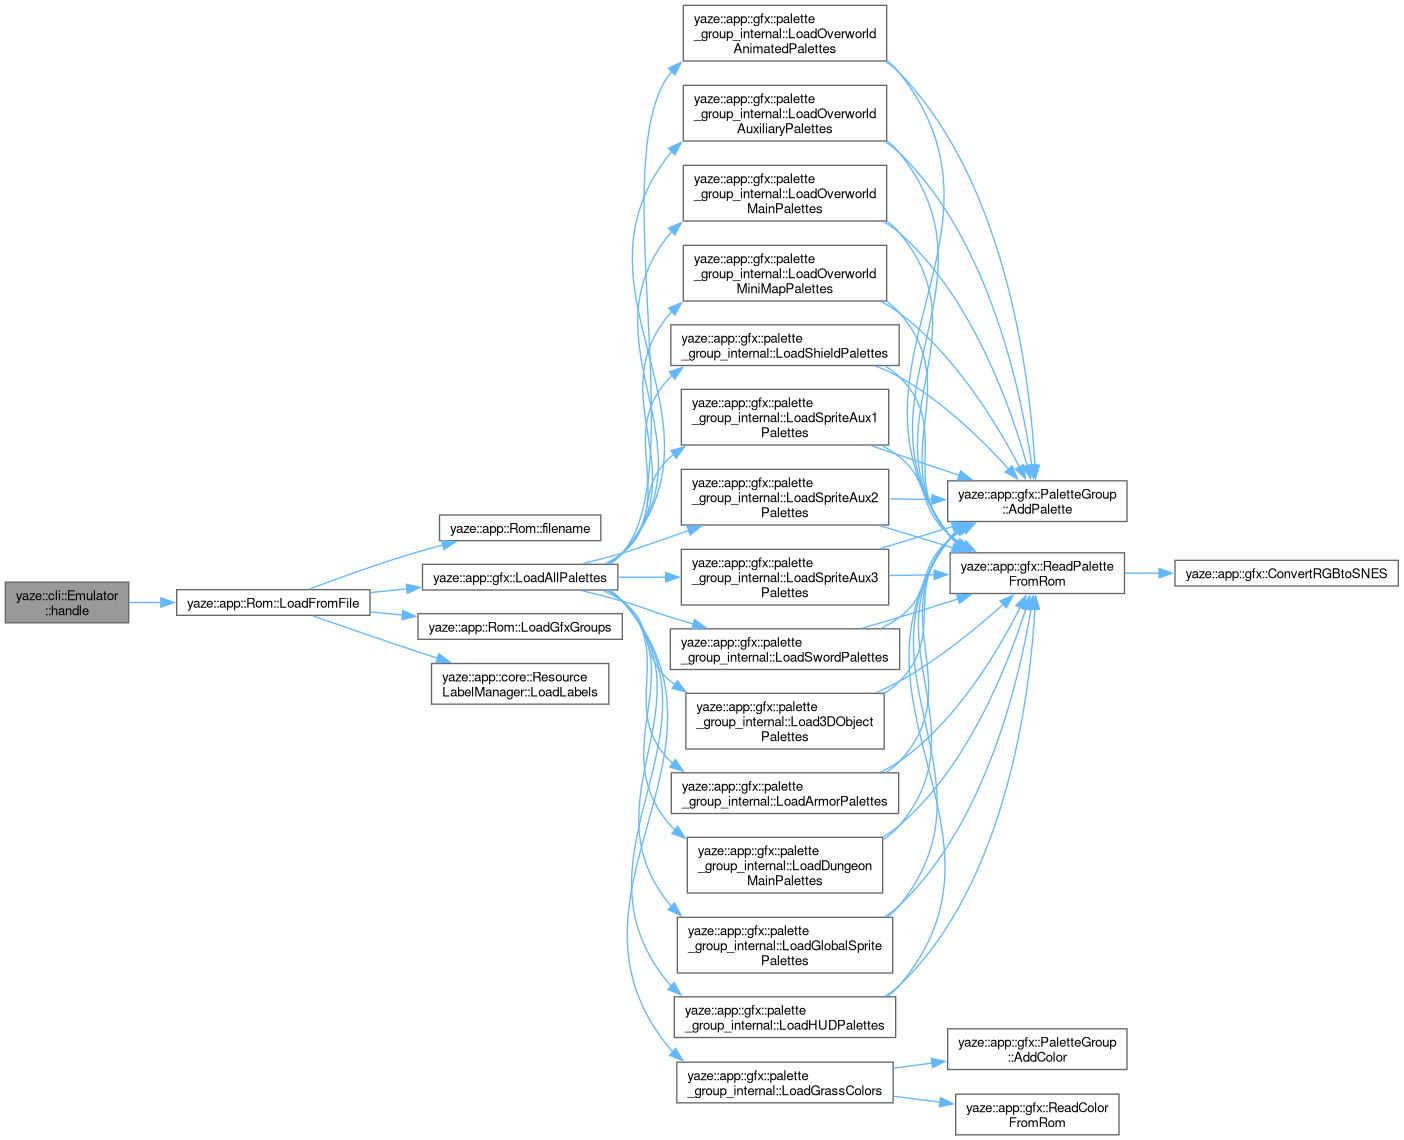 yaze::cli::Emulator
::handle
yaze::app::Rom::LoadFromFile
yaze::app::Rom::filename
yaze::app::gfx::LoadAllPalettes
yaze::app::Rom::LoadGfxGroups
yaze::app::core::Resource
LabelManager::LoadLabels
yaze::app::gfx::palette
_group_internal::LoadOverworld
AnimatedPalettes
yaze::app::gfx::palette
_group_internal::LoadOverworld
AuxiliaryPalettes
yaze::app::gfx::palette
_group_internal::LoadOverworld
MainPalettes
yaze::app::gfx::palette
_group_internal::LoadOverworld
MiniMapPalettes
yaze::app::gfx::palette
_group_internal::LoadShieldPalettes
yaze::app::gfx::palette
_group_internal::LoadSpriteAux1
Palettes
yaze::app::gfx::palette
_group_internal::LoadSpriteAux2
Palettes
yaze::app::gfx::palette
_group_internal::LoadSpriteAux3
Palettes
yaze::app::gfx::palette
_group_internal::LoadSwordPalettes
yaze::app::gfx::palette
_group_internal::Load3DObject
Palettes
yaze::app::gfx::palette
_group_internal::LoadArmorPalettes
yaze::app::gfx::palette
_group_internal::LoadDungeon
MainPalettes
yaze::app::gfx::palette
_group_internal::LoadGlobalSprite
Palettes
yaze::app::gfx::palette
_group_internal::LoadHUDPalettes
yaze::app::gfx::palette
_group_internal::LoadGrassColors
yaze::app::gfx::PaletteGroup
::AddPalette
yaze::app::gfx::ReadPalette
FromRom
yaze::app::gfx::ConvertRGBtoSNES
yaze::app::gfx::PaletteGroup
::AddColor
yaze::app::gfx::ReadColor
FromRom